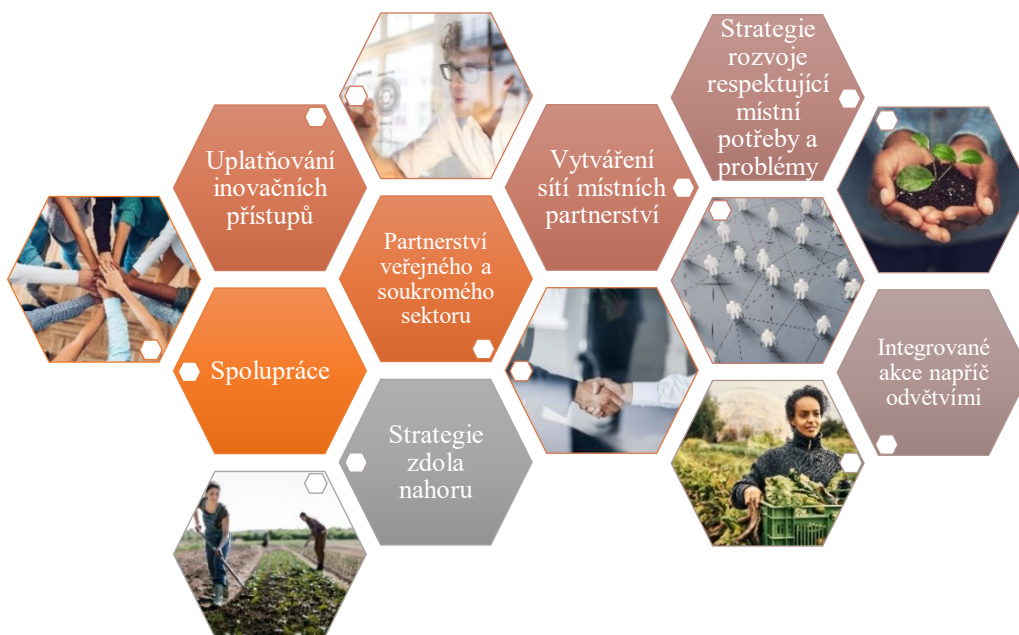 Strategie
rozvoje
respektující
místní
potřeby a
problémy
Uplatňování
inovačních
přístupů
Vytváření
sítí místních
partnerství
Partnerství
veřejného a
soukromého
sektoru
Spolupráce
Integrované
akce napříč
odvětvími
Strategie
zdola
nahoru